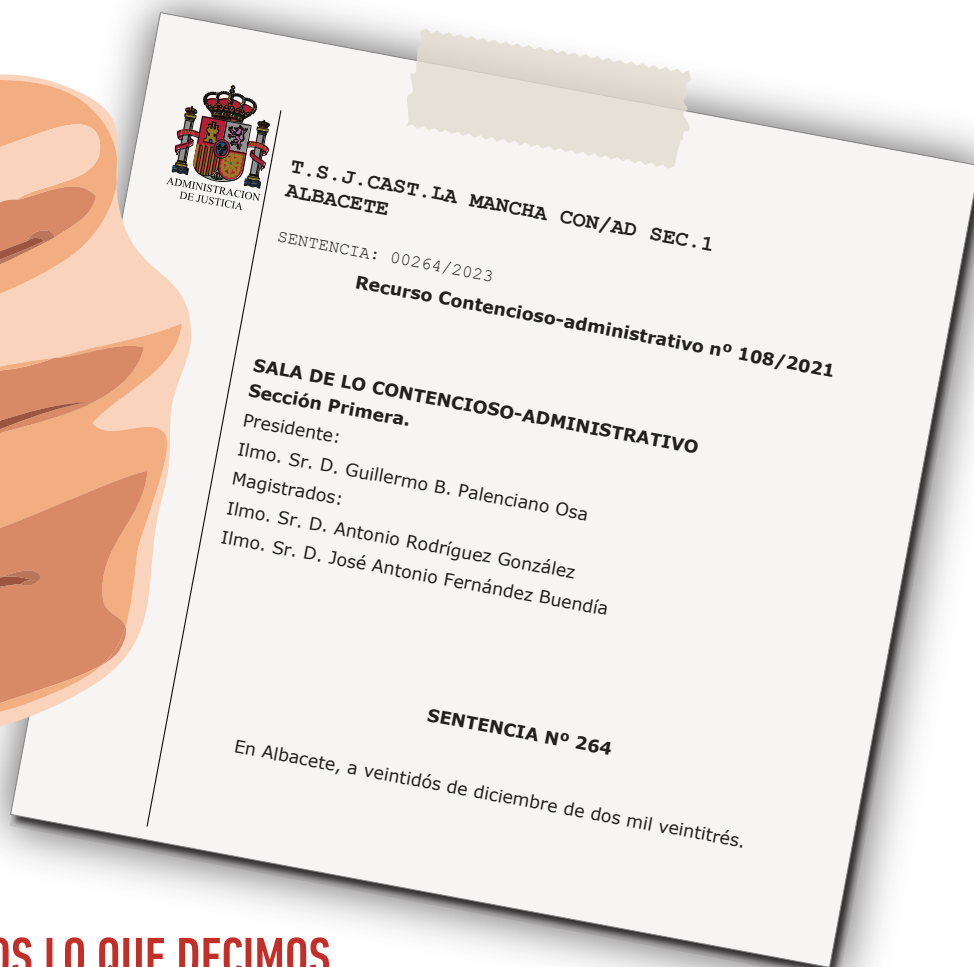 ADMINISTRACION
DE JUSTICIA
T.S.J.CAST.LA MANCHA CON/AD SEC.1
ALBACETE
SENTENCIA: 00264/2023
Recurso Contencioso-administrativo nº 108/2021
SALA DE LO CONTENCIOSO-ADMINISTRATIVO
Sección Primera.
Presidente:
Ilmo. Sr. D. Guillermo B. Palenciano Osa
Magistrados:
Ilmo. Sr. D. Antonio Rodríguez González
Ilmo. Sr. D. José Antonio Fernández Buendía
SENTENCIA Nº 264
En Albacete, a veintidós de diciembre de dos mil veintitrés.
LO QUE DECIMOS